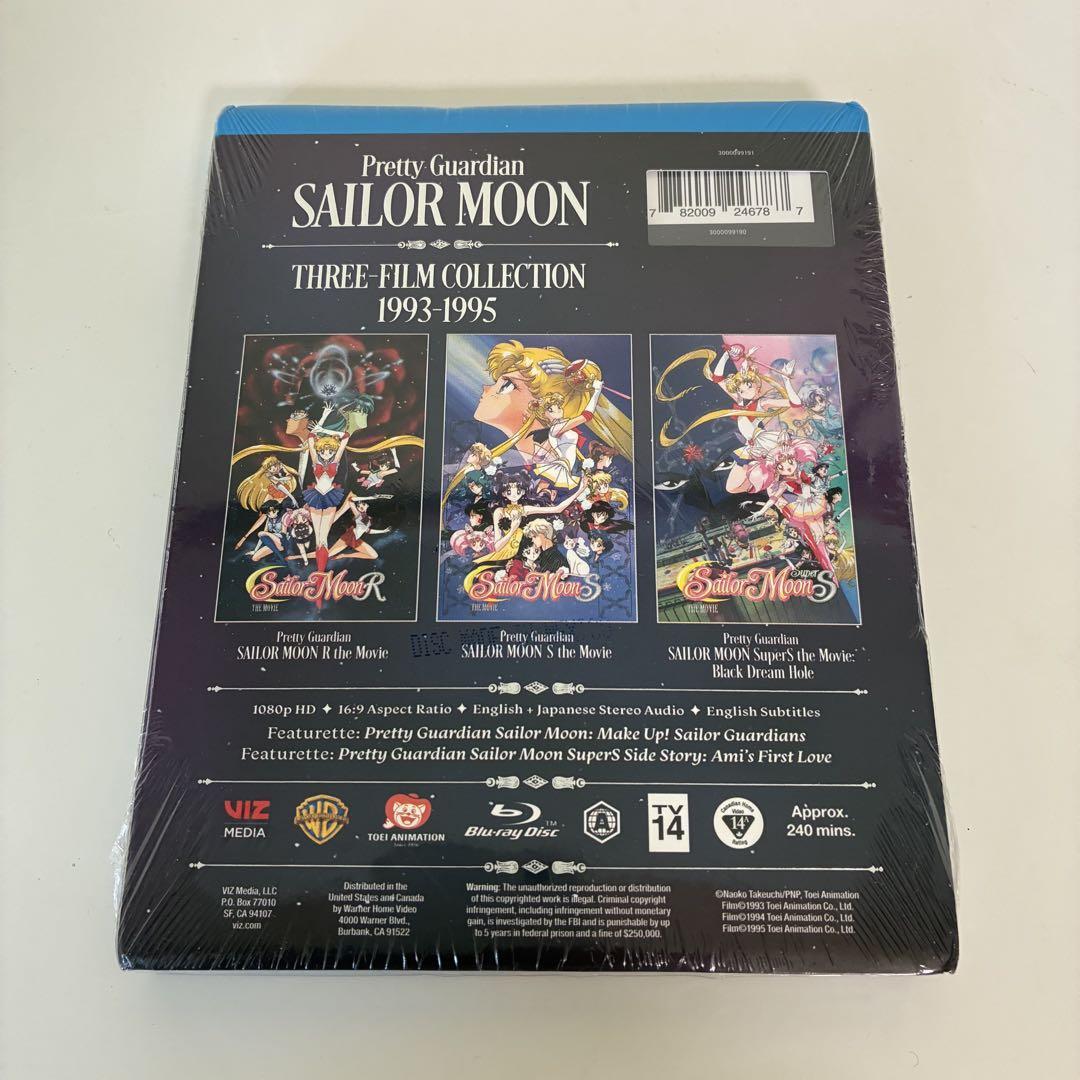 Pretty Guardian
SAILOR MOON
3000099191
7 82009 24678 7
3000099190
THREE-FILM COLLECTION
1993-1995
Sailor Moon R
THE MOVIE
Sailor Moon S
THE MOVIE
Sailor Moon SuperS
THE MOVIE
Pretty Guardian
SAILOR MOON R the Movie
DISC MADE
Pretty Guardian
SAILOR MOON S the Movie
Pretty Guardian
SAILOR MOON SuperS the Movie:
Black Dream Hole
1080p HD ✦ 16:9 Aspect Ratio ✦ English + Japanese Stereo Audio ✦ English Subtitles
Featurette: Pretty Guardian Sailor Moon: Make Up! Sailor Guardians
Featurette: Pretty Guardian Sailor Moon SuperS Side Story: Ami's First Love
VIZ
MEDIA
WB
TOEI ANIMATION
Blu-ray Disc™
A
TV
14
Canadian Home
Video
14A
Rating
Approx.
240 mins.
VIZ Media, LLC
P.O. Box 77010
SF, CA 94107
viz.com
Distributed in the
United States and Canada
by Warner Home Video
4000 Warner Blvd.,
Burbank, CA 91522
Warning: The unauthorized reproduction or distribution
of this copyrighted work is illegal. Criminal copyright
infringement, including infringement without monetary
gain, is investigated by the FBI and is punishable by up
to 5 years in federal prison and a fine of $250,000.
©Naoko Takeuchi/PNP, Toei Animation
Film©1993 Toei Animation Co., Ltd.
Film©1994 Toei Animation Co., Ltd.
Film©1995 Toei Animation Co., Ltd.